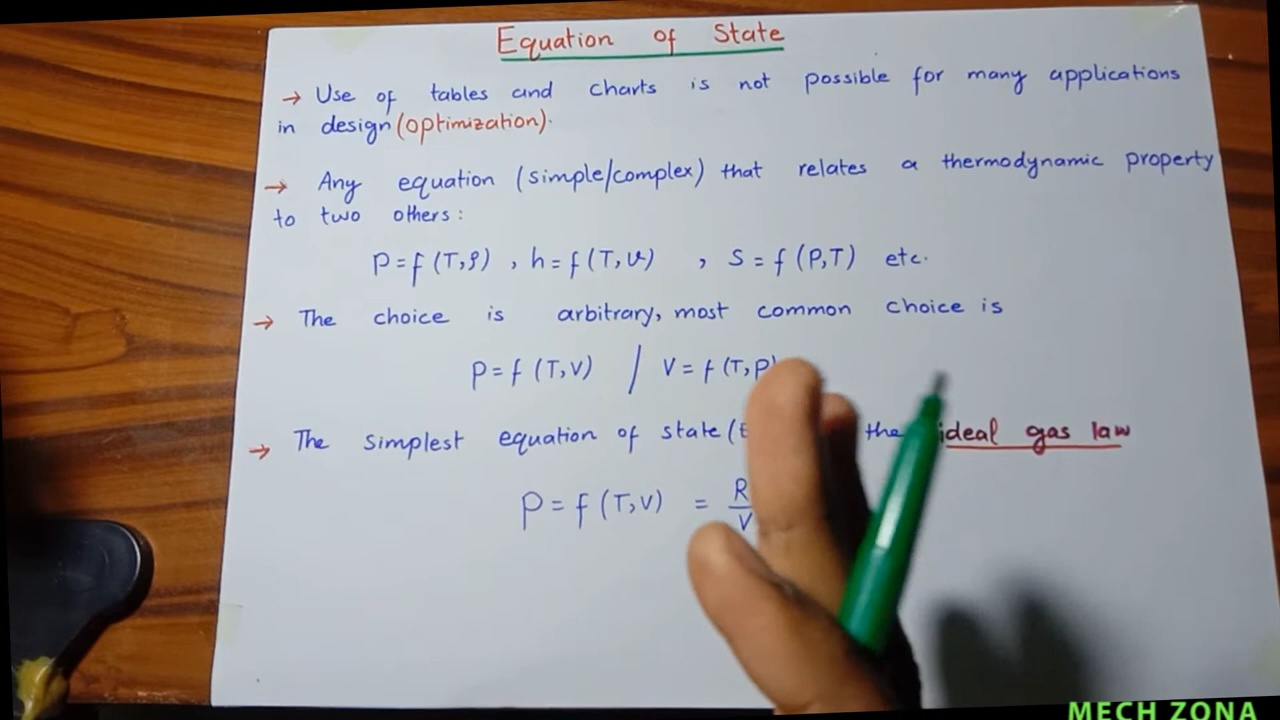 Equation of State
→ Use of tables and charts is not possible for many applications
in design (optimization).
→ Any equation (simple/complex) that relates a thermodynamic property
to two others:
P = f (T,ρ) , h = f (T,v) , s = f (P,T) etc.
→ The choice is arbitrary, most common choice is
P = f (T,V) / V = f (T,P)
→ The simplest equation of state ( the ideal gas law
P = f (T,V) = R/V
MECH ZONA